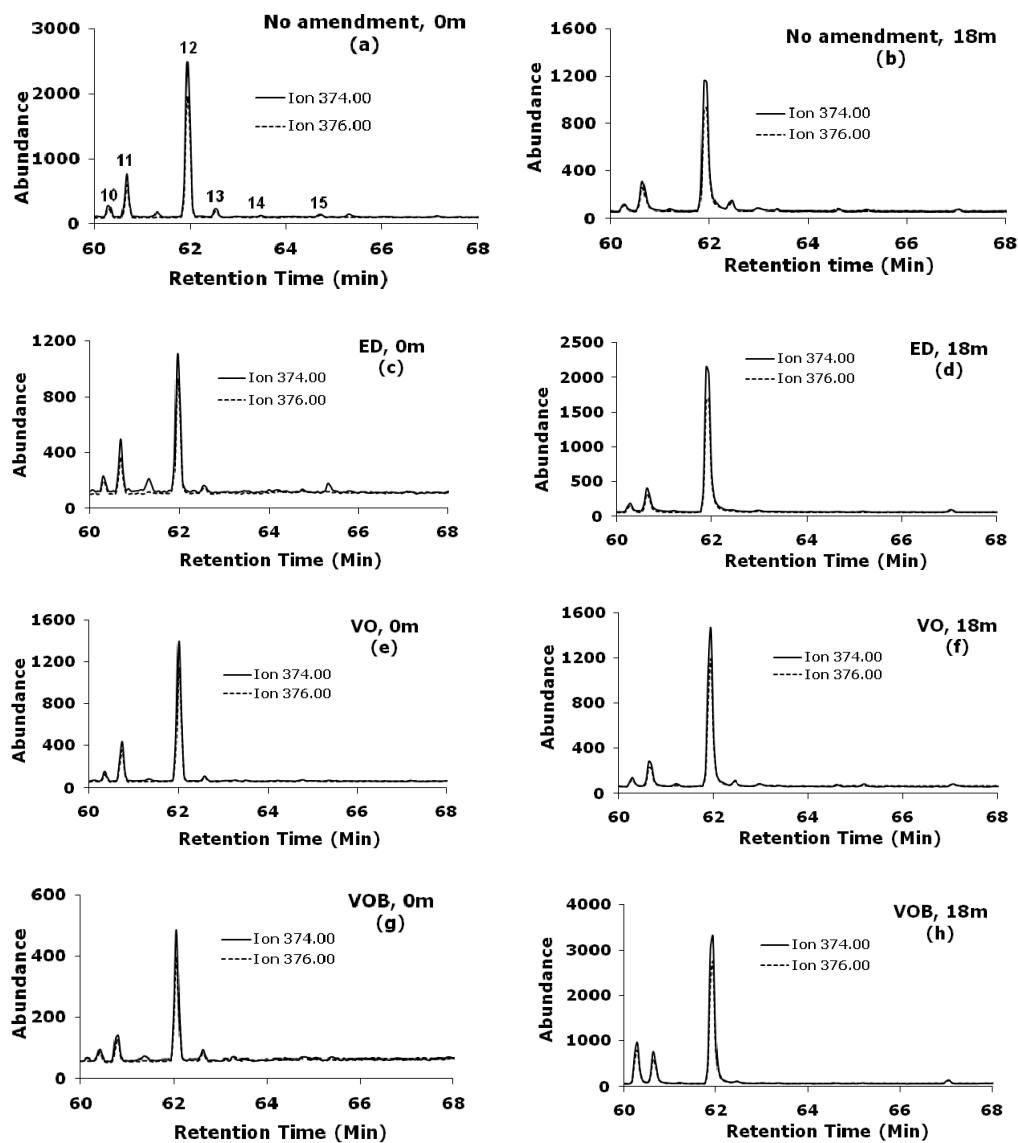 No amendment, 0m
(a)
3000
2000
1000
0
Abundance
10
11
12
13
14
15
Ion 374.00
Ion 376.00
60 62 64 66 68
Retention Time (min)
No amendment, 18m
(b)
1600
1200
800
400
0
Abundance
Ion 374.00
Ion 376.00
60 62 64 66 68
Retention time (Min)
ED, 0m
(c)
1200
800
400
0
Abundance
Ion 374.00
Ion 376.00
60 62 64 66 68
Retention Time (Min)
ED, 18m
(d)
2500
2000
1500
1000
500
0
Abundance
Ion 374.00
Ion 376.00
60 62 64 66 68
Retention Time (Min)
VO, 0m
(e)
1600
1200
800
400
0
Abundance
Ion 374.00
Ion 376.00
60 62 64 66 68
Retention Time (Min)
VO, 18m
(f)
1600
1200
800
400
0
Abundance
Ion 374.00
Ion 376.00
60 62 64 66 68
Retention Time (Min)
VOB, 0m
(g)
600
400
200
0
Abundance
Ion 374.00
Ion 376.00
60 62 64 66 68
Retention Time (Min)
VOB, 18m
(h)
4000
3000
2000
1000
0
Abundance
Ion 374.00
Ion 376.00
60 62 64 66 68
Retention Time (Min)